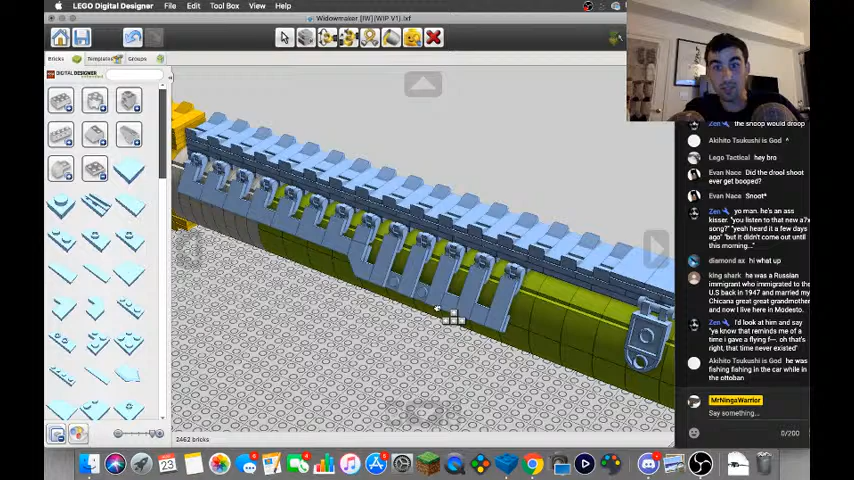 LEGO Digital Designer File Edit Tool Box View Help
Widowmaker [IW](WIP V1).lxf
Bricks Templates Groups
DIGITAL DESIGNER
Zen the snoop would droop
Akihito Tsukushi is God ^
Lego Tactical hey bro
Evan Nace Did the drool shoot
ever get booped?
Evan Nace Snoot*
Zen yo man. he's an ass
kisser. "you listen to that new a?
song?" "yeah heard it a few days
ago" "but it didn't come out until
this morning..."
diamond ax hi what up
king shark he was a Russian
immigrant who immigrated to the
U.S back in 1947 and married my
Chicana great great grandmother
and now I live here in Modesto.
Zen I'd look at him and say
"ya know that reminds me of a
time i gave a flying f--- oh that's
right, that time never existed"
Akihito Tsukushi is God he was
fishing fishing in the car while in
the ottoban
MrNingaWarrior
Say something...
0/200
2462 bricks
23